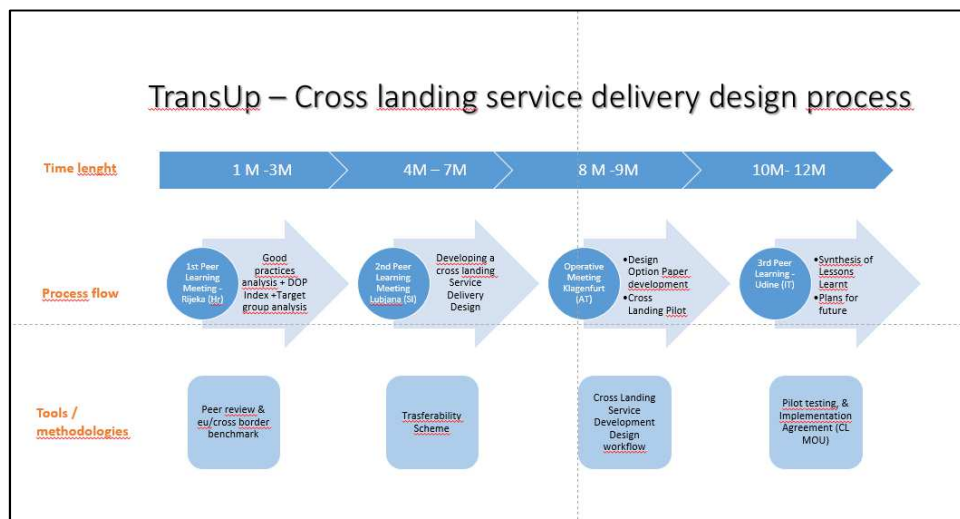 TransUp – Cross landing service delivery design process
Time lenght
1 M -3M
4M – 7M
8 M -9M
10M- 12M
Process flow
1st Peer
Learning
Meeting -
Rijeka (Hr)
Good
practices
analysis + DOP
Index +Target
group analysis
2nd Peer
Learning
Meeting
Lubjana (SI)
Developing a
cross landing
Service
Delivery
Design
Operative
Meeting
Klagenfurt
(AT)
•Design
Option Paper
development
•Cross
Landing Pilot
3rd Peer
Learning -
Udine (IT)
•Synthesis of
Lessons
Learnt
•Plans for
future
Tools /
methodologies
Peer review &
eu/cross border
benchmark
Trasferability
Scheme
Cross Landing
Service
Development
Design
workflow
Pilot testing, &
Implementation
Agreement (CL
MOU)